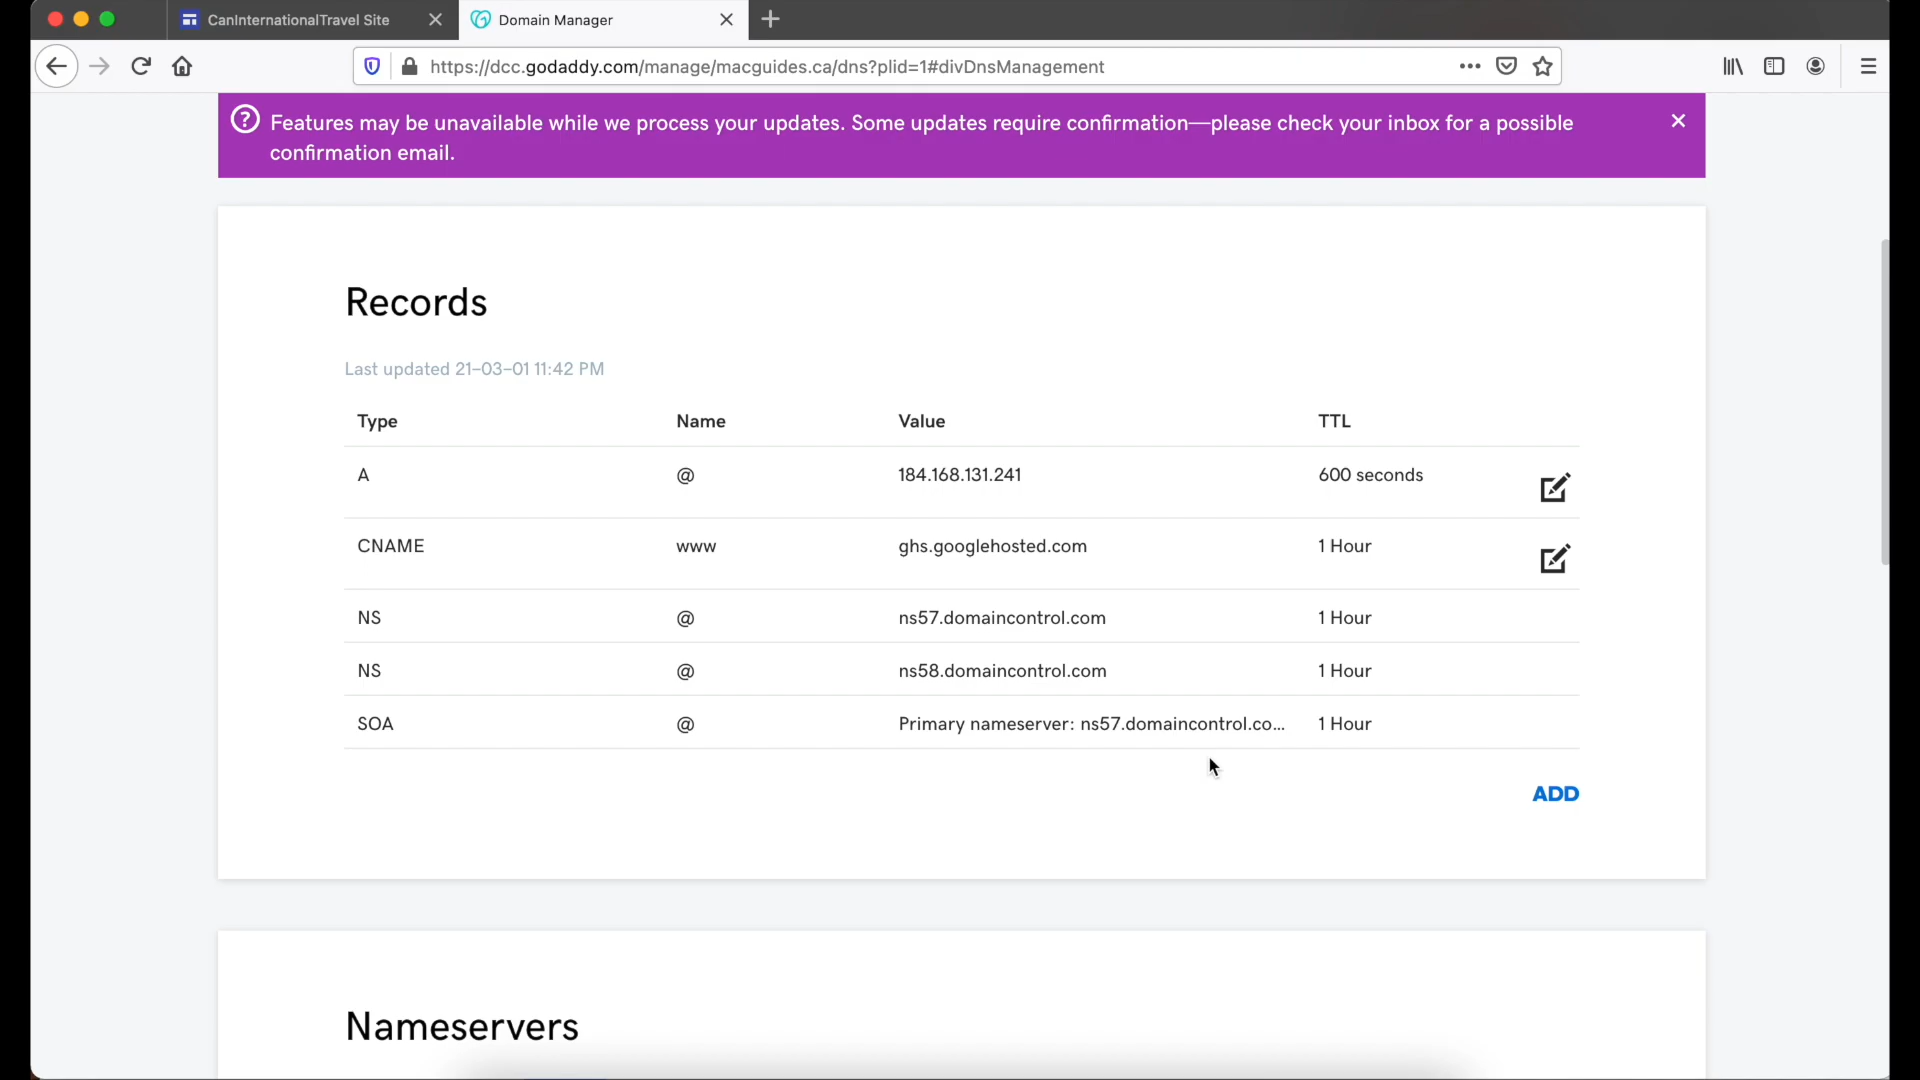 CanInternationalTravel Site
Domain Manager
https://dcc.godaddy.com/manage/macguides.ca/dns?plid=1#divDnsManagement
Features may be unavailable while we process your updates. Some updates require confirmation—please check your inbox for a possible
confirmation email.
Records
Last updated 21-03-01 11:42 PM
Type Name Value TTL
A @ 184.168.131.241 600 seconds
CNAME www ghs.googlehosted.com 1 Hour
NS @ ns57.domaincontrol.com 1 Hour
NS @ ns58.domaincontrol.com 1 Hour
SOA @ Primary nameserver: ns57.domaincontrol.co... 1 Hour
ADD
Nameservers